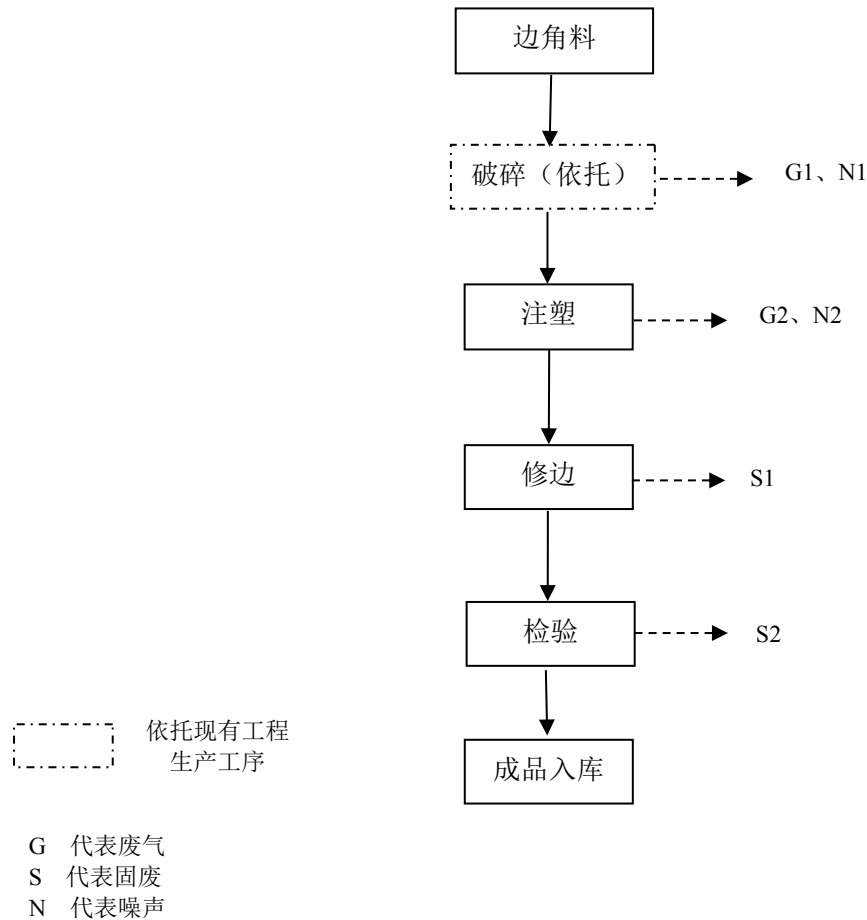 边角料
破碎（依托）
G1、N1
注塑
G2、N2
修边
S1
检验
S2
成品入库
依托现有工程
生产工序
G 代表废气
S 代表固废
N 代表噪声